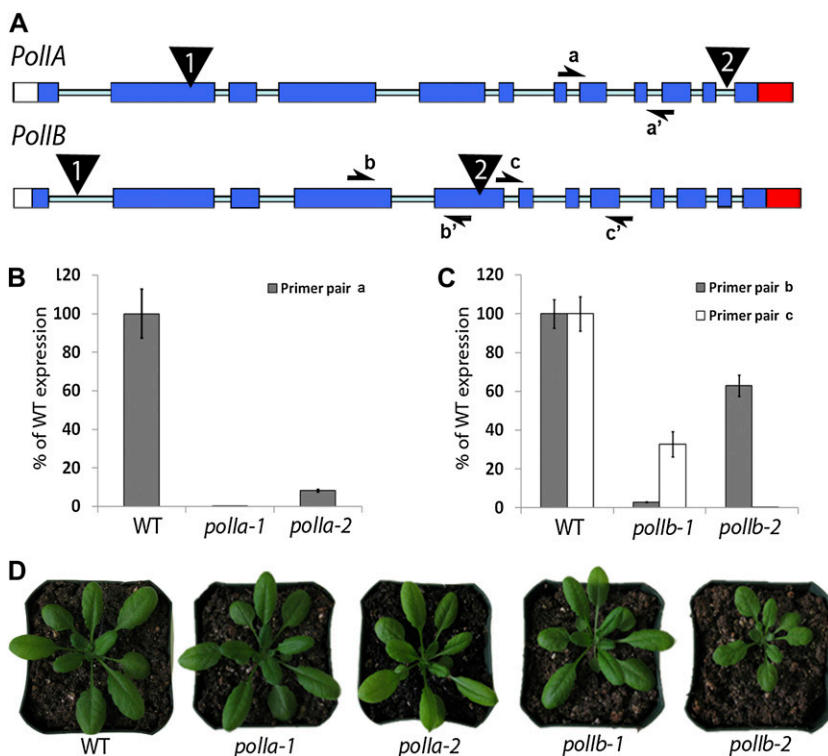 A
PolIA
1
a
2
a'
PolIB
1
b
2
c
b'
c'
B
% of WT expression
120
100
80
60
40
20
0
Primer pair a
WT
polIa-1
polIa-2
C
% of WT expression
120
100
80
60
40
20
0
Primer pair b
Primer pair c
WT
polIb-1
polIb-2
D
WT
polIa-1
polIa-2
polIb-1
polIb-2